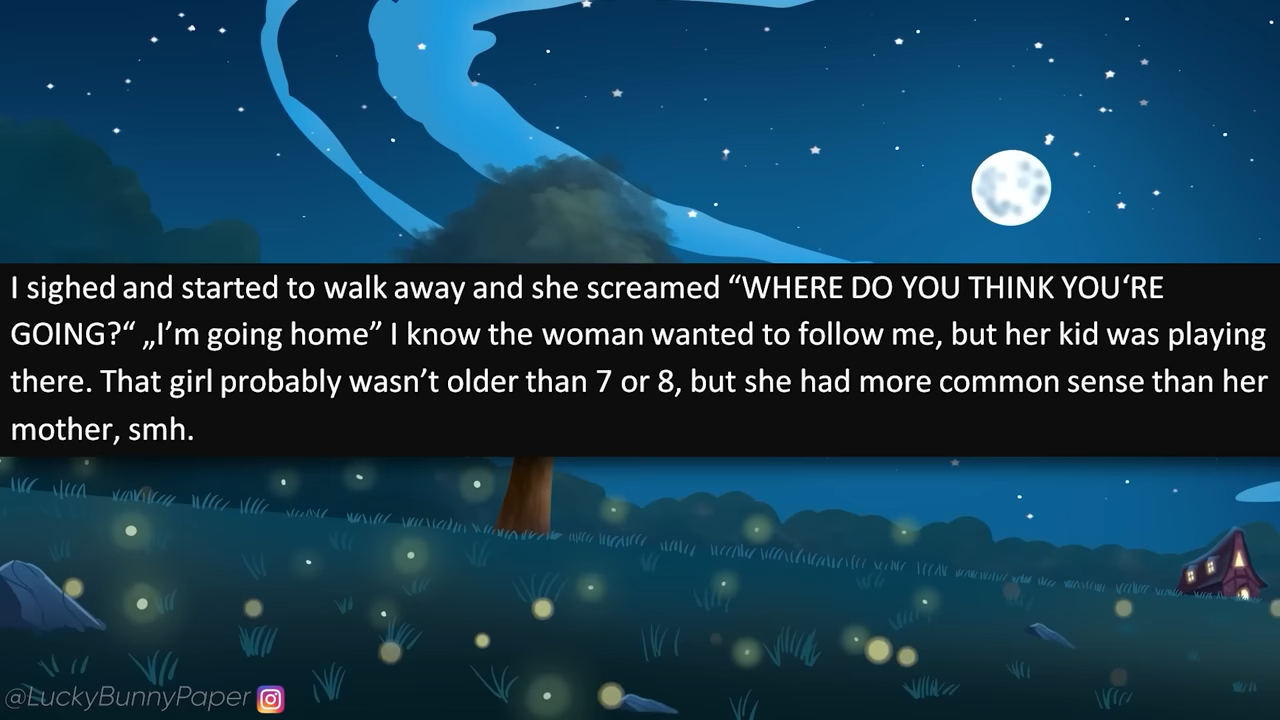 I sighed and started to walk away and she screamed “WHERE DO YOU THINK YOU‘RE
GOING?“ „I’m going home” I know the woman wanted to follow me, but her kid was playing
there. That girl probably wasn’t older than 7 or 8, but she had more common sense than her
mother, smh.
@LuckyBunnyPaper